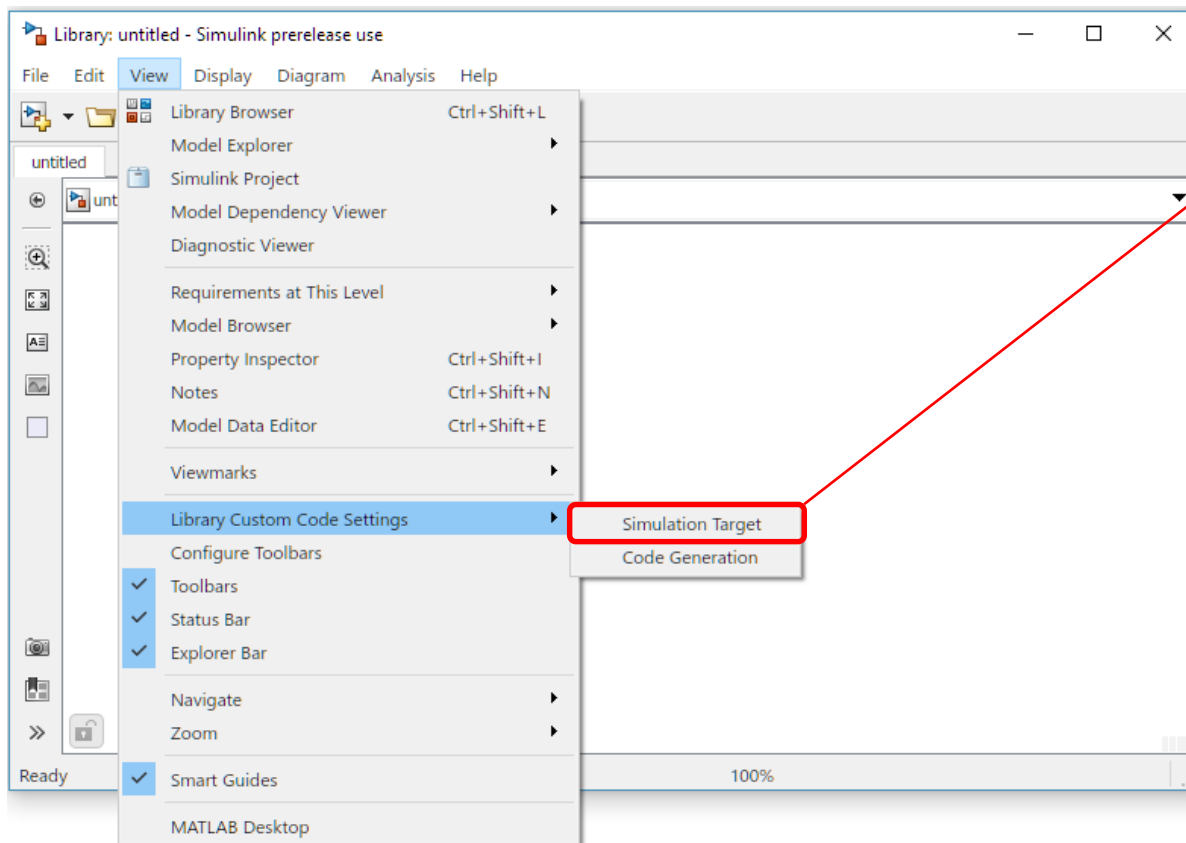 Library: untitled - Simulink prerelease use
File Edit View Display Diagram Analysis Help
Library Browser Ctrl+Shift+L
Model Explorer
untitled
Simulink Project
unt
Model Dependency Viewer
Diagnostic Viewer
Requirements at This Level
Model Browser
Property Inspector Ctrl+Shift+I
Notes Ctrl+Shift+N
Model Data Editor Ctrl+Shift+E
Viewmarks
Library Custom Code Settings
Simulation Target
Configure Toolbars
Code Generation
Toolbars
Status Bar
Explorer Bar
Navigate
Zoom
Ready
Smart Guides
100%
MATLAB Desktop